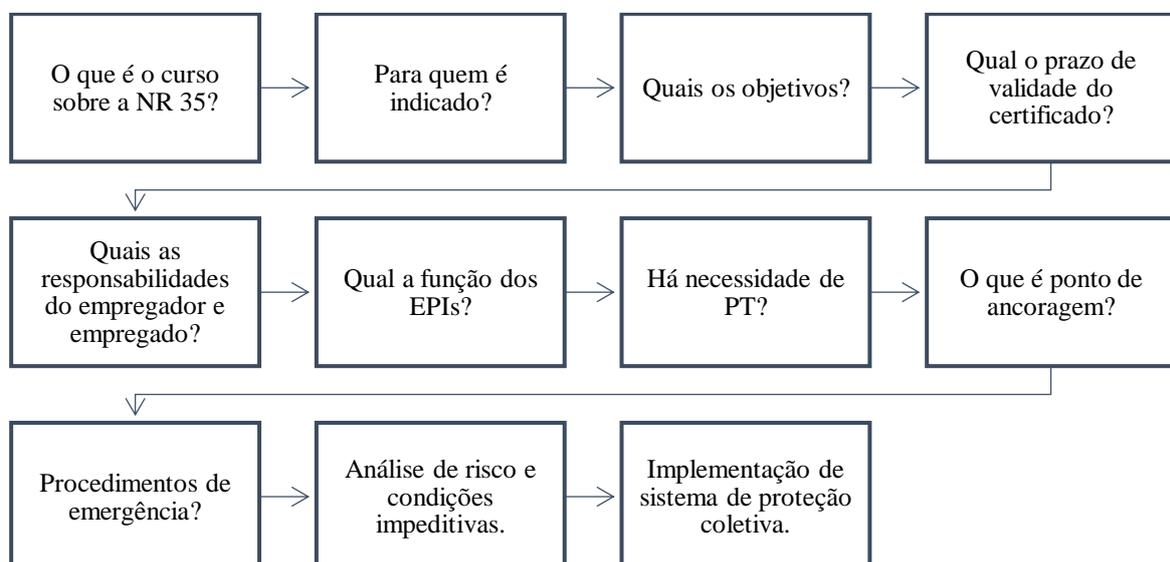 O que é o curso
sobre a NR 35?
Para quem é
indicado?
Quais os objetivos?
Qual o prazo de
validade do
certificado?
Quais as
responsabilidades
do empregador e
empregado?
Qual a função dos
EPIs?
Há necessidade de
PT?
O que é ponto de
ancoragem?
Procedimentos de
emergência?
Análise de risco e
condições
impeditivas.
Implementação de
sistema de proteção
coletiva.